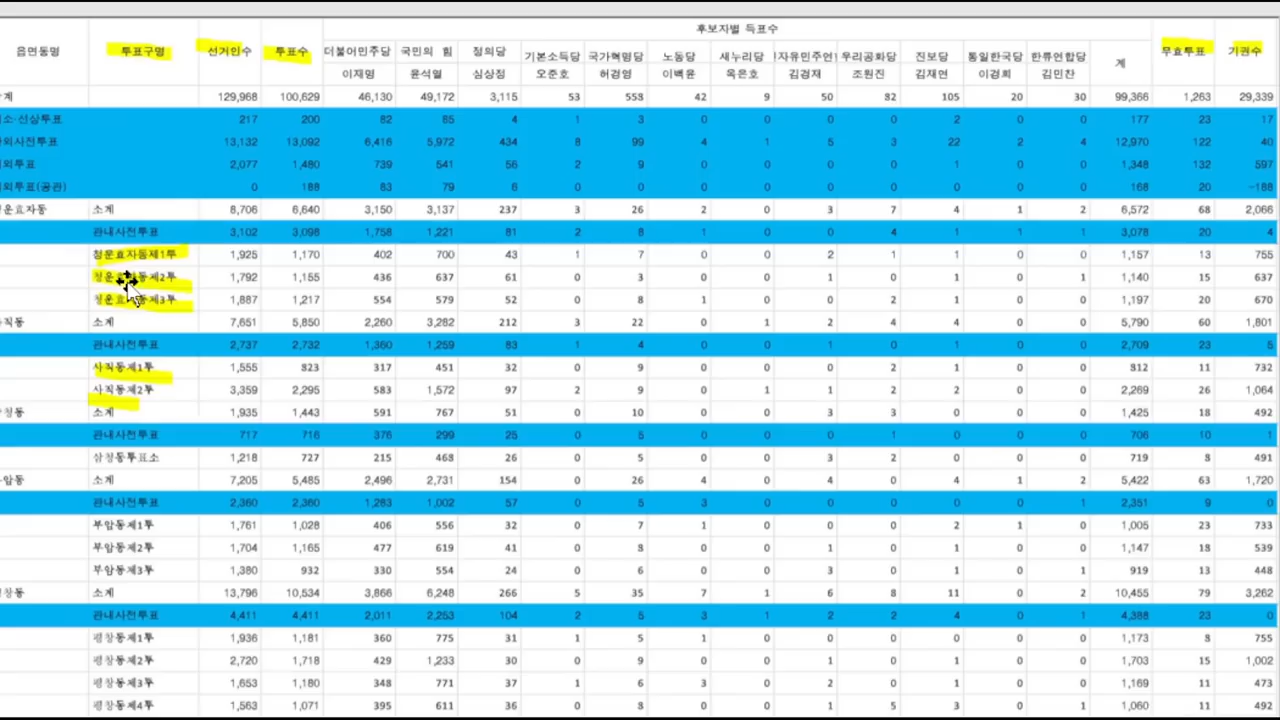 후보자별 득표수
읍면동명 투표구명 선거인수 투표수 더불어민주당 국민의 힘 정의당 기본소득당 국가혁명당 노동당 새누리당 자유민주연 우리공화당 진보당 통일한국당 한류연합당 계 무효투표 기권수
이재명 윤석열 심상정 오준호 허경영 이백윤 옥은호 김경재 조원진 김재연 이경희 김민찬
계 129,968 100,629 46,130 49,172 3,115 53 558 42 9 50 82 105 20 30 99,366 1,263 29,339
소·선상투표 217 200 82 85 4 1 3 0 0 0 0 2 0 0 177 23 17
외사전투표 13,132 13,092 6,416 5,972 434 8 99 4 1 5 3 22 2 4 12,970 122 40
외투표 2,077 1,480 739 541 56 2 9 0 0 0 0 1 0 0 1,348 132 597
외투표(공관) 0 188 83 79 6 0 0 0 0 0 0 0 0 0 168 20 -188
운효자동 소계 8,706 6,640 3,150 3,137 237 3 26 2 0 3 7 4 1 2 6,572 68 2,066
관내사전투표 3,102 3,098 1,758 1,221 81 2 8 1 0 0 4 1 1 1 3,078 20 4
청운효자동제1투 1,925 1,170 402 700 43 1 7 0 0 2 1 1 0 0 1,157 13 755
1,792 1,155 436 637 61 0 3 0 0 1 0 1 0 1 1,140 15 637
1,887 1,217 554 579 52 0 8 1 0 0 2 1 0 0 1,197 20 670
직동 소계 7,651 5,850 2,260 3,282 212 3 22 0 1 2 4 4 0 0 5,790 60 1,801
관내사전투표 2,737 2,732 1,360 1,259 83 1 4 0 0 1 0 1 0 0 2,709 23 5
사직동제1투 1,555 823 317 451 32 0 9 0 0 0 2 1 0 0 812 11 732
사직동제2투 3,359 2,295 583 1,572 97 2 9 0 1 1 2 2 0 0 2,269 26 1,064
청동 소계 1,935 1,443 591 767 51 0 10 0 0 3 3 0 0 0 1,425 18 492
관내사전투표 717 716 376 299 25 0 5 0 0 0 1 0 0 0 706 10 1
삼청동투표소 1,218 727 215 468 26 0 5 0 0 3 2 0 0 0 719 8 491
암동 소계 7,205 5,485 2,496 2,731 154 0 26 4 0 4 0 4 1 2 5,422 63 1,720
관내사전투표 2,360 2,360 1,283 1,002 57 0 5 3 0 0 0 0 0 1 2,351 9 0
부암동제1투 1,761 1,028 406 556 32 0 7 1 0 0 0 2 1 0 1,005 23 733
부암동제2투 1,704 1,165 477 619 41 0 8 0 0 1 0 1 0 0 1,147 18 539
부암동제3투 1,380 932 330 554 24 0 6 0 0 3 0 1 0 1 919 13 448
창동 소계 13,796 10,534 3,866 6,248 266 5 35 7 1 6 8 11 0 2 10,455 79 3,262
관내사전투표 4,411 4,411 2,011 2,253 104 2 5 3 1 2 2 4 0 1 4,388 23 0
평창동제1투 1,936 1,181 360 775 31 1 5 1 0 0 0 0 0 0 1,173 8 755
평창동제2투 2,720 1,718 429 1,233 30 0 9 0 0 1 0 1 0 0 1,703 15 1,002
평창동제3투 1,653 1,180 348 771 37 1 6 3 0 2 0 1 0 0 1,169 11 473
평창동제4투 1,563 1,071 395 611 36 0 8 0 0 1 5 3 0 1 1,060 11 492